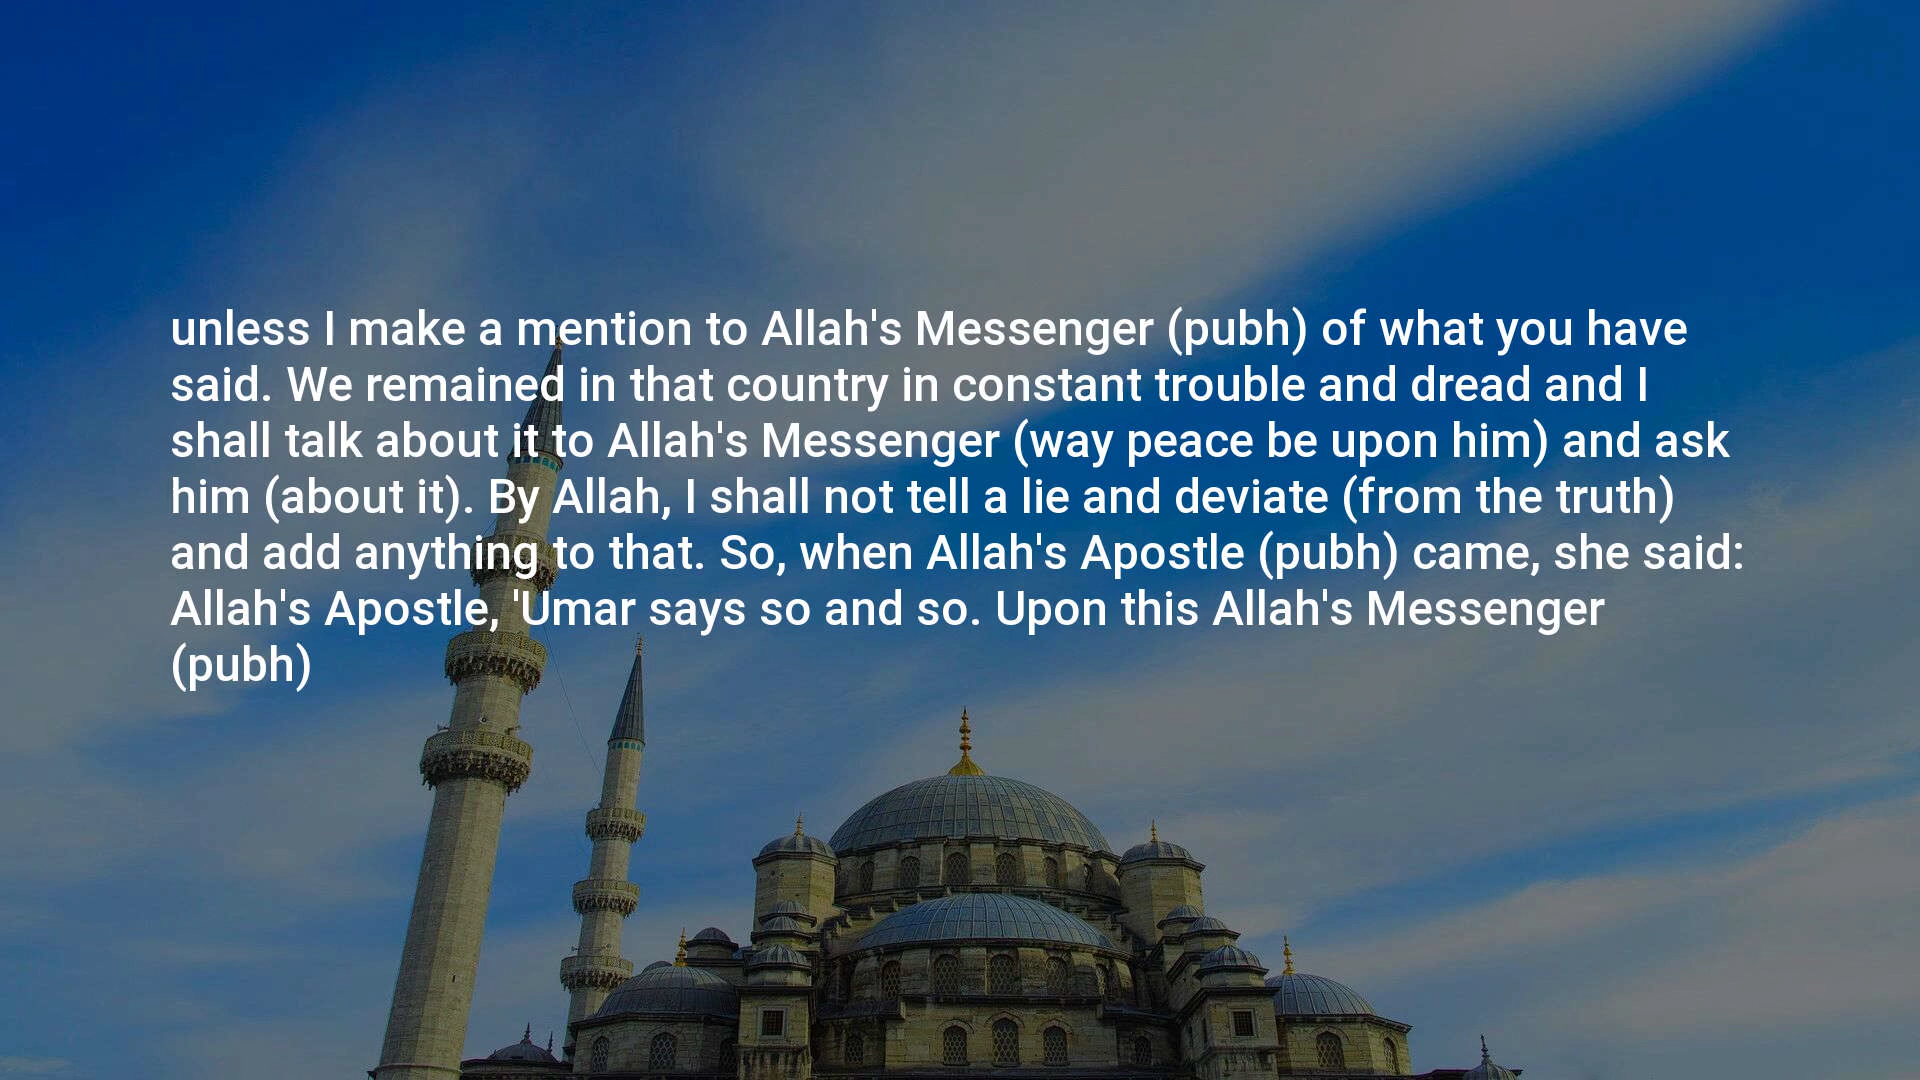 unless I make a mention to Allah's Messenger (pubh) of what you have
said. We remained in that country in constant trouble and dread and I
shall talk about it to Allah's Messenger (way peace be upon him) and ask
him (about it). By Allah, I shall not tell a lie and deviate (from the truth)
and add anything to that. So, when Allah's Apostle (pubh) came, she said:
Allah's Apostle, 'Umar says so and so. Upon this Allah's Messenger
(pubh)